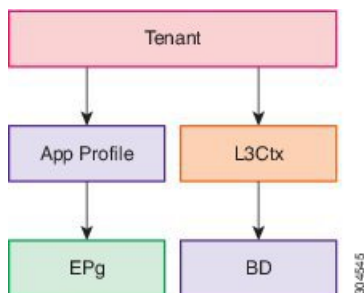 Tenant
App Profile
L3Ctx
EPg
BD
304545